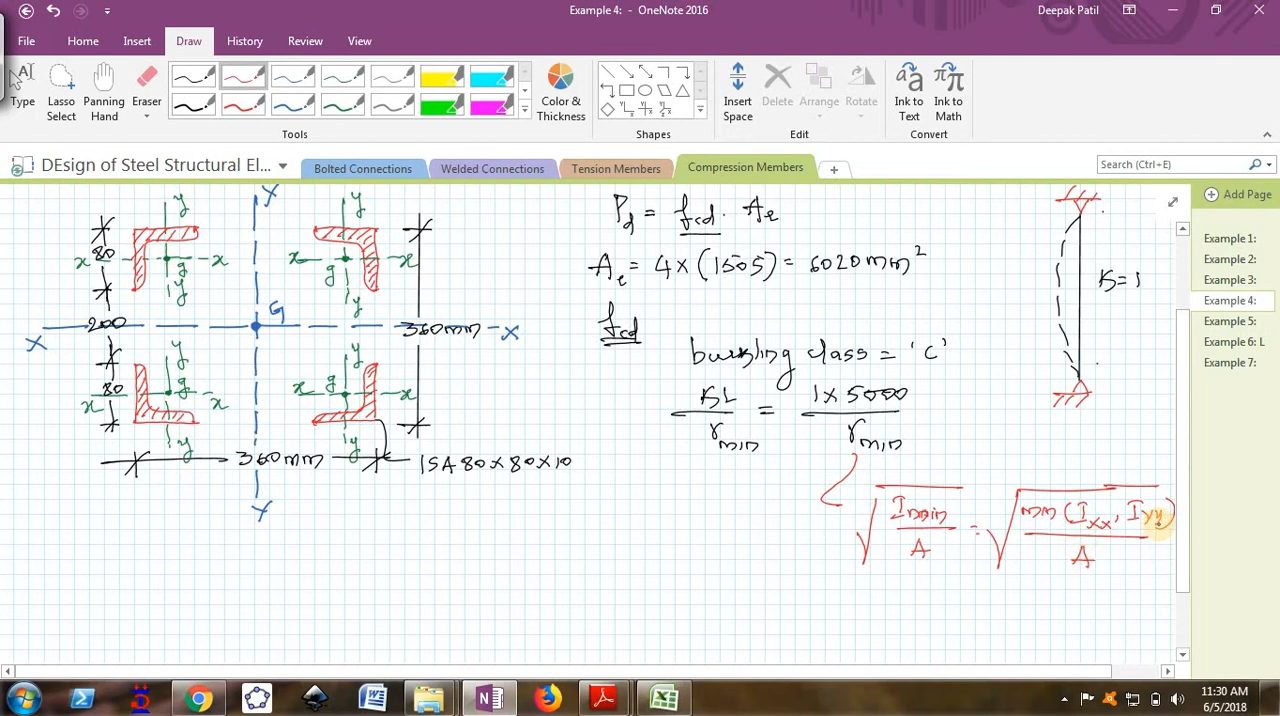 Example 4: - OneNote 2016
Deepak Patil
File Home Insert Draw History Review View
Type
Lasso Select
Panning Hand
Eraser
Color & Thickness
Insert Space
Delete
Arrange
Rotate
Ink to Text
Ink to Math
Tools
Shapes
Edit
Convert
DEsign of Steel Structural El...
Bolted Connections
Welded Connections
Tension Members
Compression Members
Search (Ctrl+E)
Add Page
Example 1:
Example 2:
Example 3:
Example 4:
Example 5:
Example 6: L
Example 7:
Y
y y
80 x g x x g x
y y
200 G 360mm
X X
y y
80 x g x g x
y y
360mm ISA 80×80×10
Y
Pd = fcd . Ae
Ae = 4×(1505) = 6020mm²
fcd
buckling class = 'C'
KL/rmin = 1×5000/rmin
√(Imin/A) = √(min(Ixx, Iyy)/A)
K=1
11:30 AM
6/5/2018